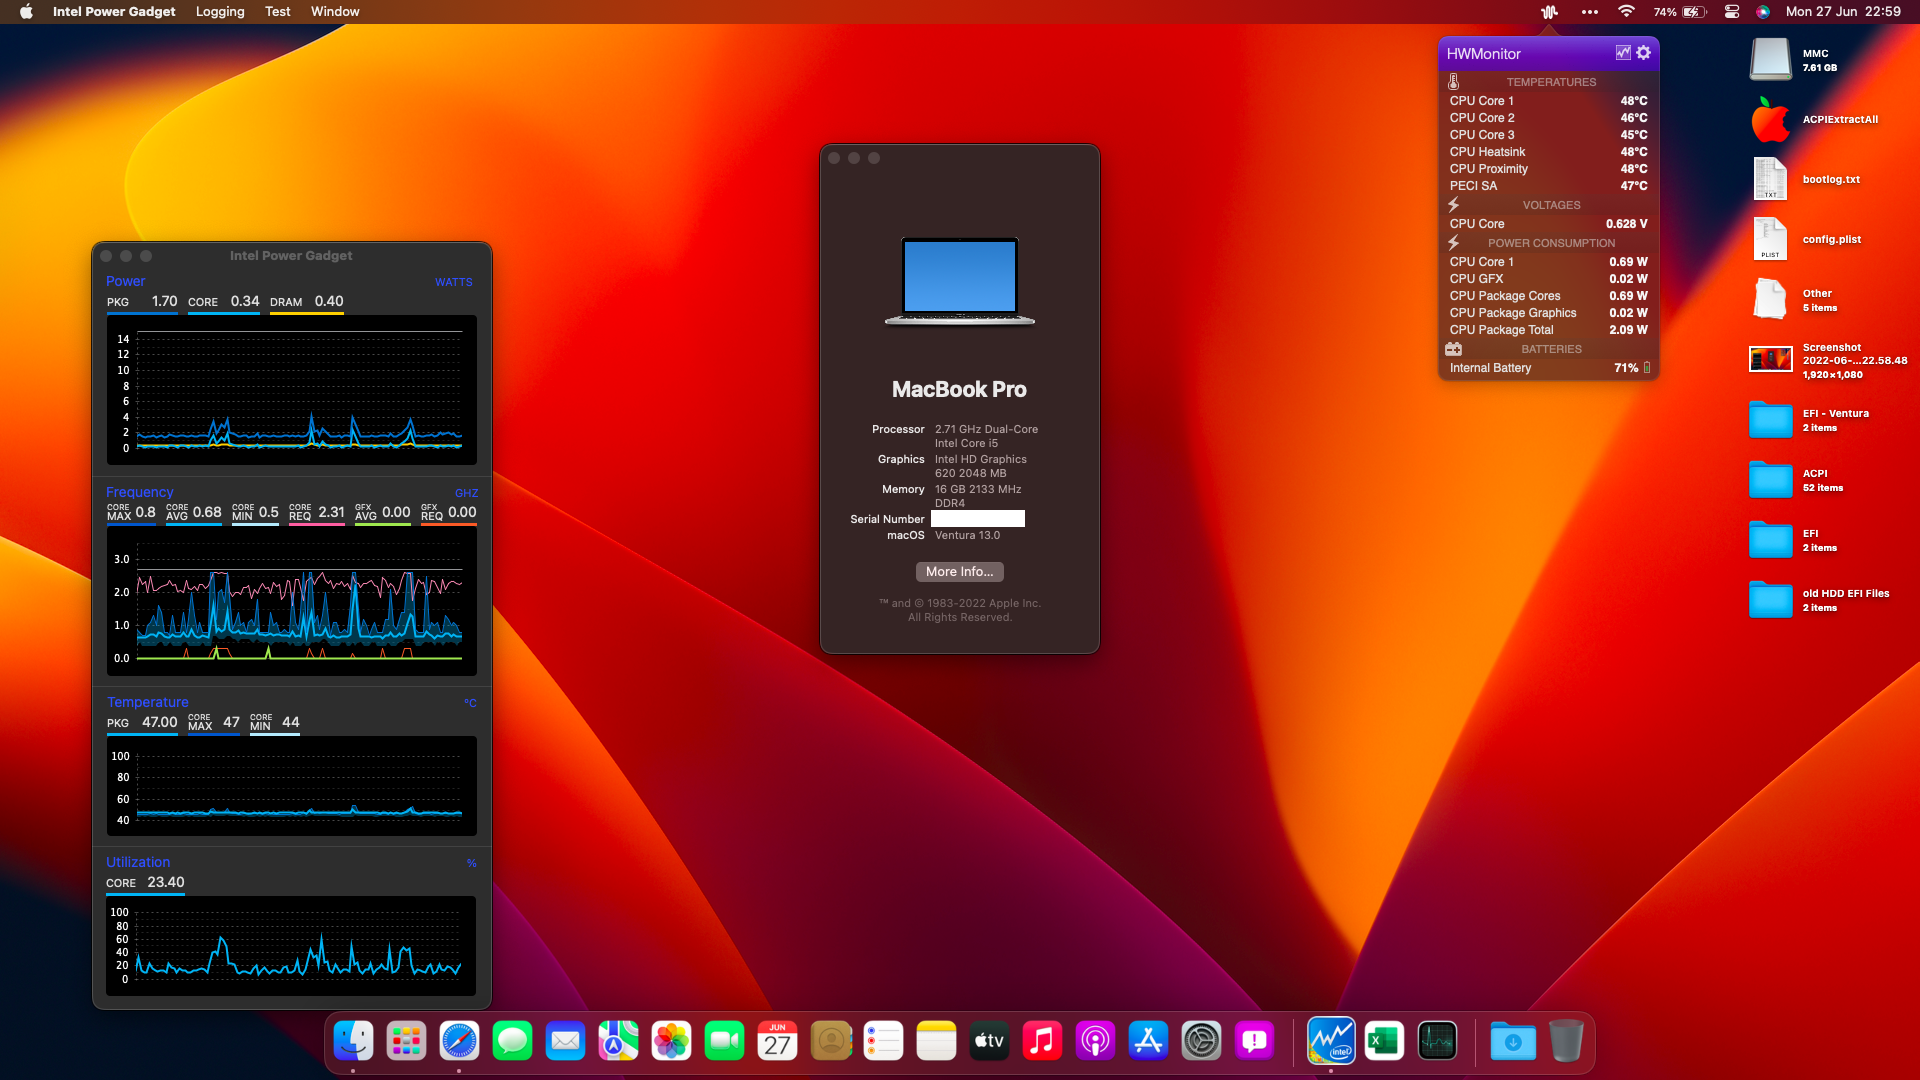 Intel Power Gadget Logging Test Window
74% Mon 27 Jun 22:59
Intel Power Gadget
Power WATTS
PKG 1.70 CORE 0.34 DRAM 0.40
14
12
10
8
6
4
2
0
Frequency GHZ
CORE MAX 0.8 CORE AVG 0.68 CORE MIN 0.5 CORE REQ 2.31 GFX AVG 0.00 GFX REQ 0.00
3.0
2.0
1.0
0.0
Temperature °C
PKG 47.00 CORE MAX 47 CORE MIN 44
100
80
60
40
Utilization %
CORE 23.40
100
80
60
40
20
0
MacBook Pro
Processor 2.71 GHz Dual-Core
Intel Core i5
Graphics Intel HD Graphics
620 2048 MB
Memory 16 GB 2133 MHz
DDR4
Serial Number
macOS Ventura 13.0
More Info...
™ and © 1983-2022 Apple Inc.
All Rights Reserved.
HWMonitor
TEMPERATURES
CPU Core 1 48°C
CPU Core 2 46°C
CPU Core 3 45°C
CPU Heatsink 48°C
CPU Proximity 48°C
PECI SA 47°C
VOLTAGES
CPU Core 0.628 V
POWER CONSUMPTION
CPU Core 1 0.69 W
CPU GFX 0.02 W
CPU Package Cores 0.69 W
CPU Package Graphics 0.02 W
CPU Package Total 2.09 W
BATTERIES
Internal Battery 71%
MMC
7.61 GB
ACPIExtractAll
TXT
bootlog.txt
PLIST
config.plist
Other
5 items
Screenshot
2022-06-...22.58.48
1,920×1,080
EFI - Ventura
2 items
ACPI
52 items
EFI
2 items
old HDD EFI Files
2 items
JUN
27
tv
intel
X